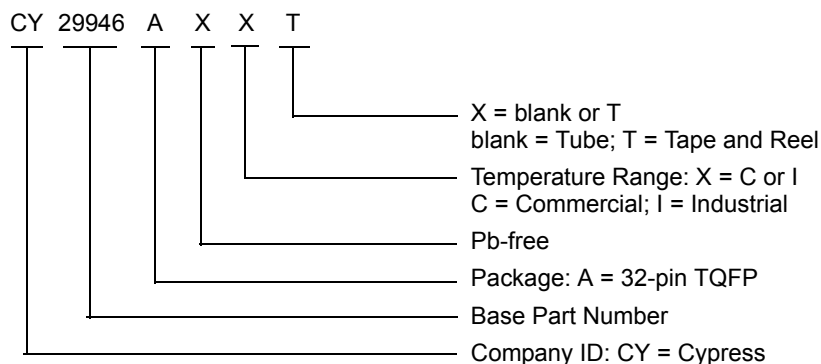 CY 29946 A X X T
X = blank or T
blank = Tube; T = Tape and Reel
Temperature Range: X = C or I
C = Commercial; I = Industrial
Pb-free
Package: A = 32-pin TQFP
Base Part Number
Company ID: CY = Cypress